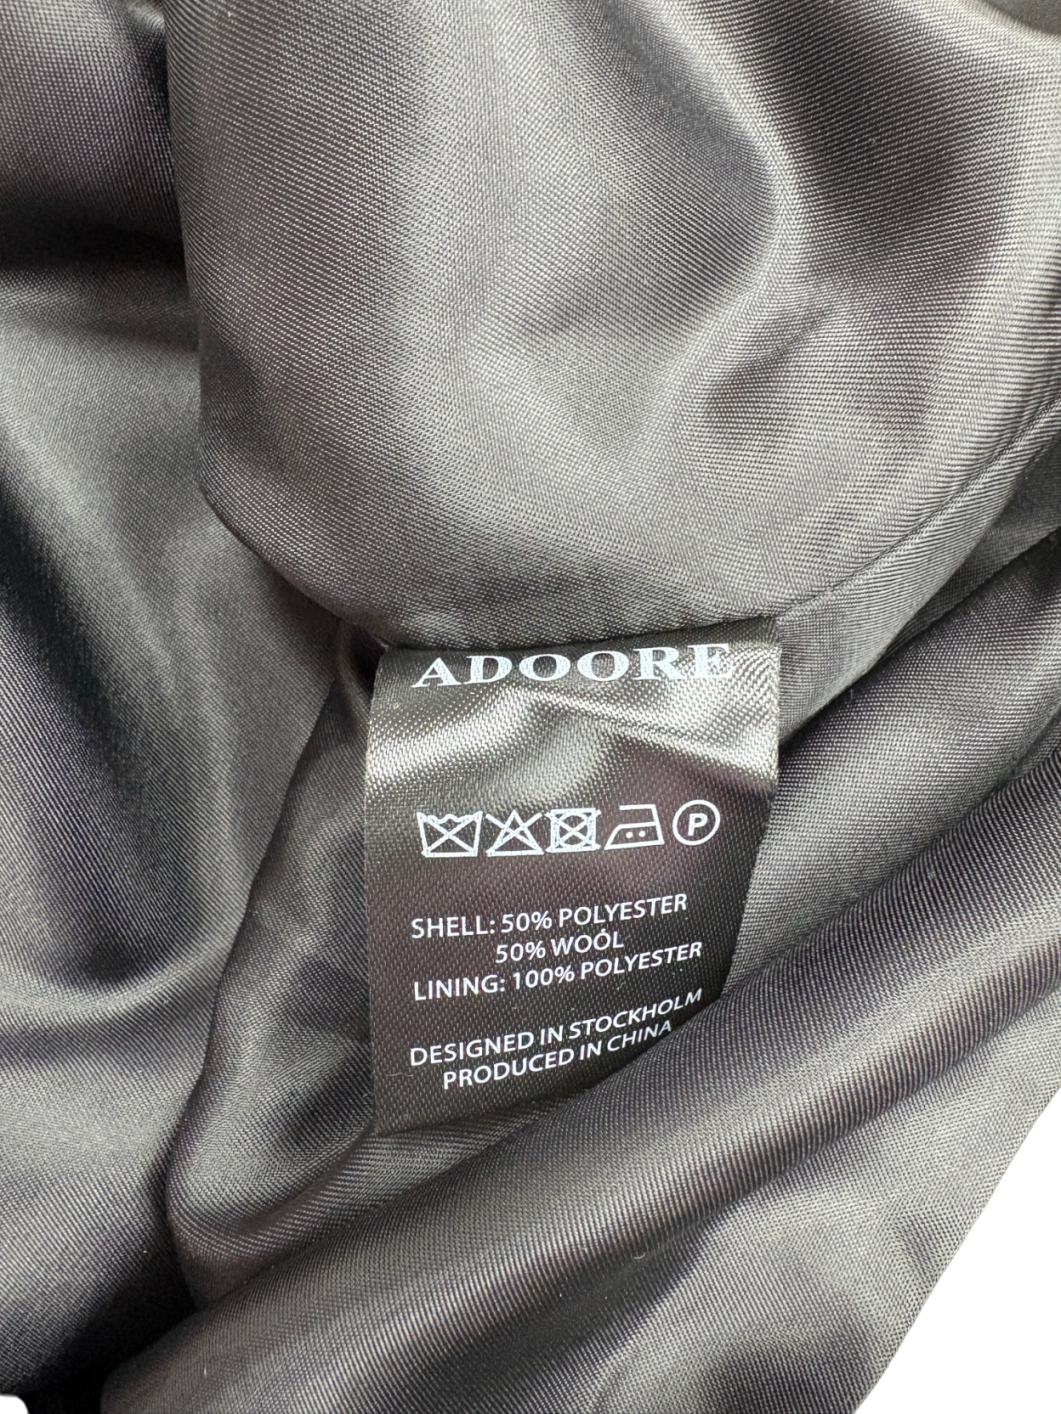 ADOORE
P
SHELL: 50% POLYESTER
50% WOOL
LINING: 100% POLYESTER
DESIGNED IN STOCKHOLM
PRODUCED IN CHINA